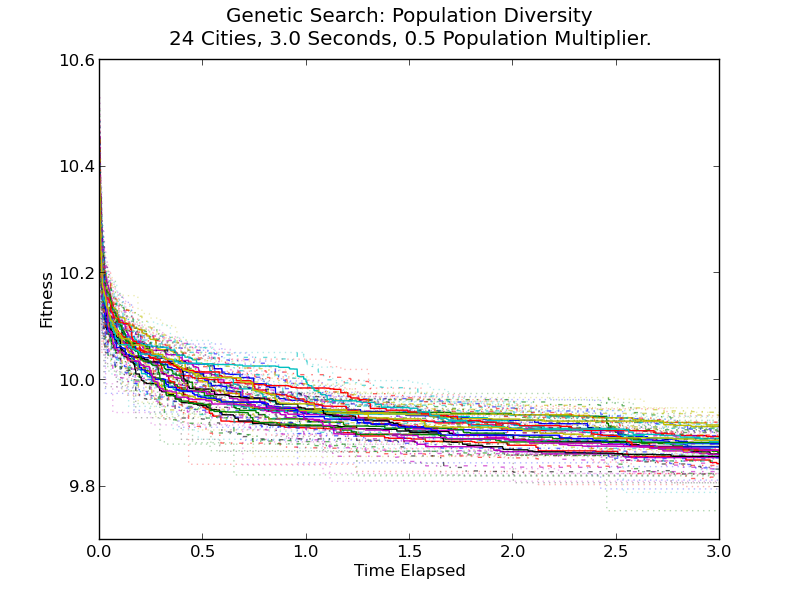 Genetic Search: Population Diversity
24 Cities, 3.0 Seconds, 0.5 Population Multiplier.
10.6
10.4
10.2
10.0
9.8
Fitness
0.0 0.5 1.0 1.5 2.0 2.5 3.0
Time Elapsed